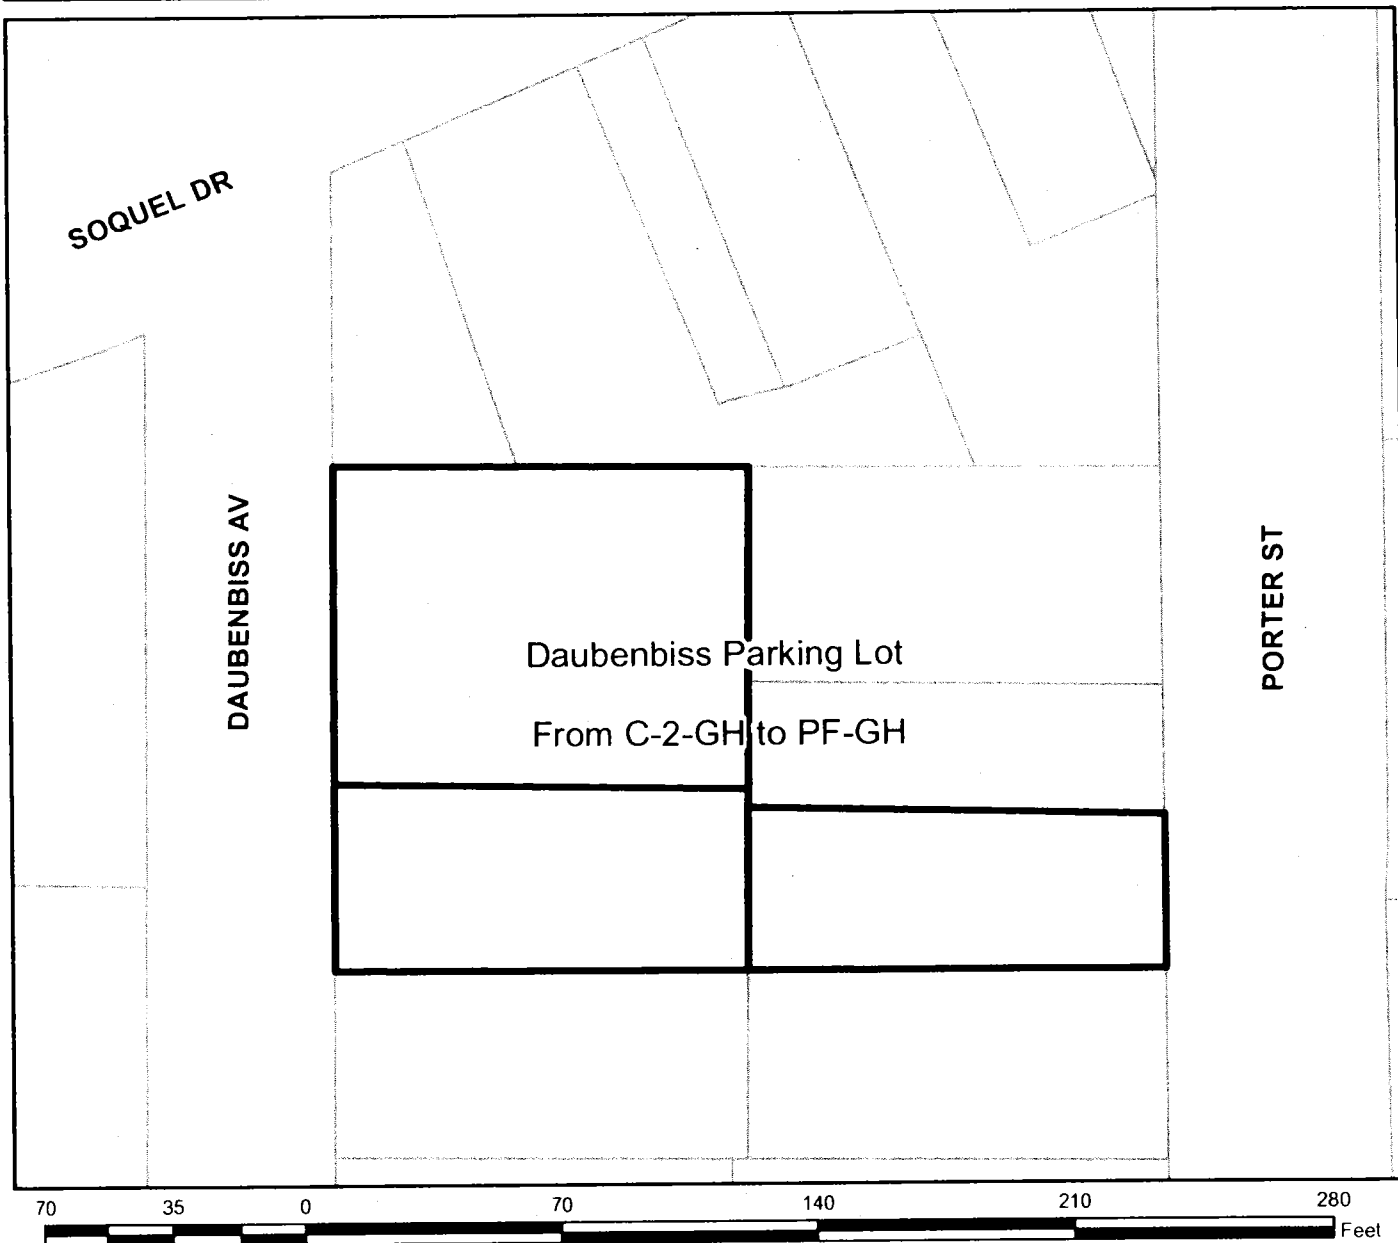 SOQUEL DR
DAUBENBISS AV
PORTER ST
Daubenbiss Parking Lot
From C-2-GH to PF-GH
70 35 0 70 140 210 280
Feet